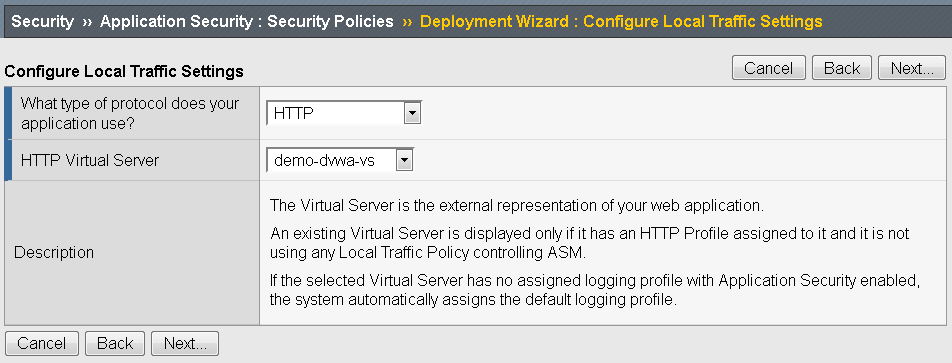 Security ›› Application Security : Security Policies ›› Deployment Wizard : Configure Local Traffic Settings
Configure Local Traffic Settings
Cancel Back Next...
What type of protocol does your
application use?
HTTP
HTTP Virtual Server
demo-dvwa-vs
Description
The Virtual Server is the external representation of your web application.
An existing Virtual Server is displayed only if it has an HTTP Profile assigned to it and it is not
using any Local Traffic Policy controlling ASM.
If the selected Virtual Server has no assigned logging profile with Application Security enabled,
the system automatically assigns the default logging profile.
Cancel Back Next...